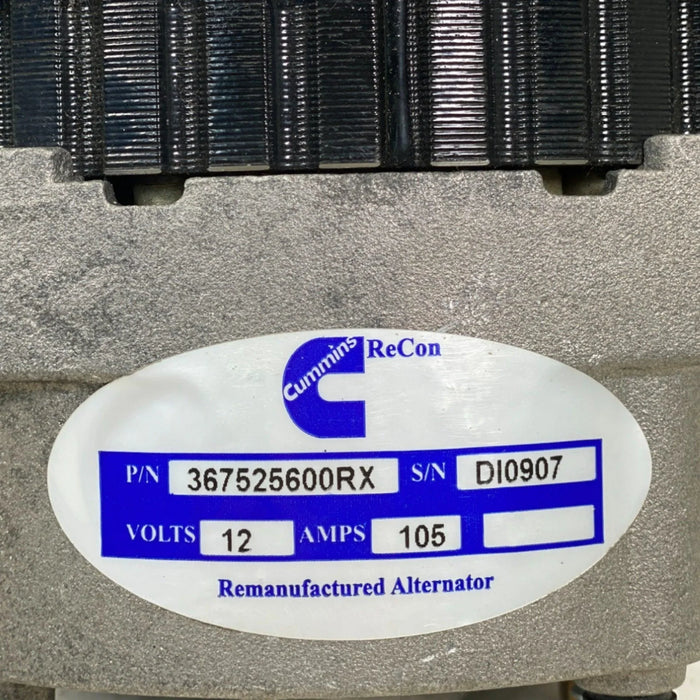 Cummins ReCon
P/N 367525600RX S/N DI0907
VOLTS 12 AMPS 105
Remanufactured Alternator